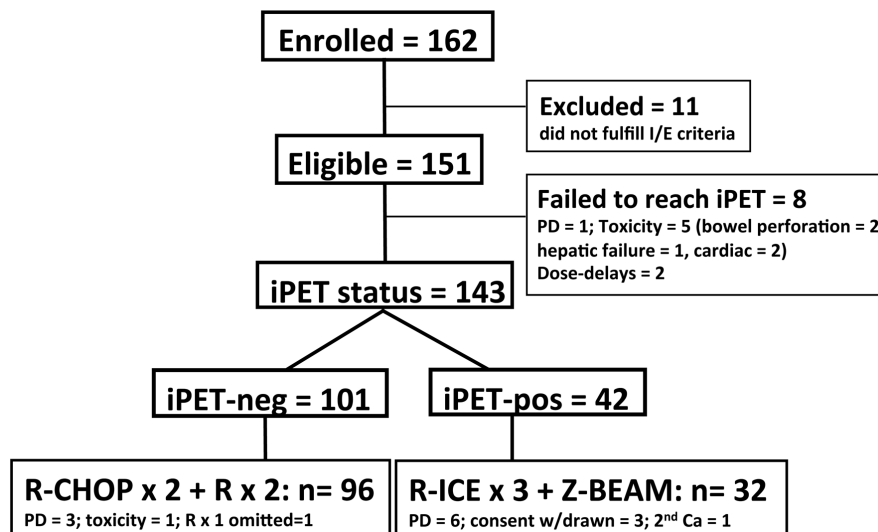 Enrolled = 162
Excluded = 11
did not fulfill I/E criteria
Eligible = 151
Failed to reach iPET = 8
PD = 1; Toxicity = 5 (bowel perforation = 2
hepatic failure = 1, cardiac = 2)
Dose-delays = 2
iPET status = 143
iPET-neg = 101
iPET-pos = 42
R-CHOP x 2 + R x 2: n= 96
PD = 3; toxicity = 1; R x 1 omitted=1
R-ICE x 3 + Z-BEAM: n= 32
PD = 6; consent w/drawn = 3; 2nd Ca = 1